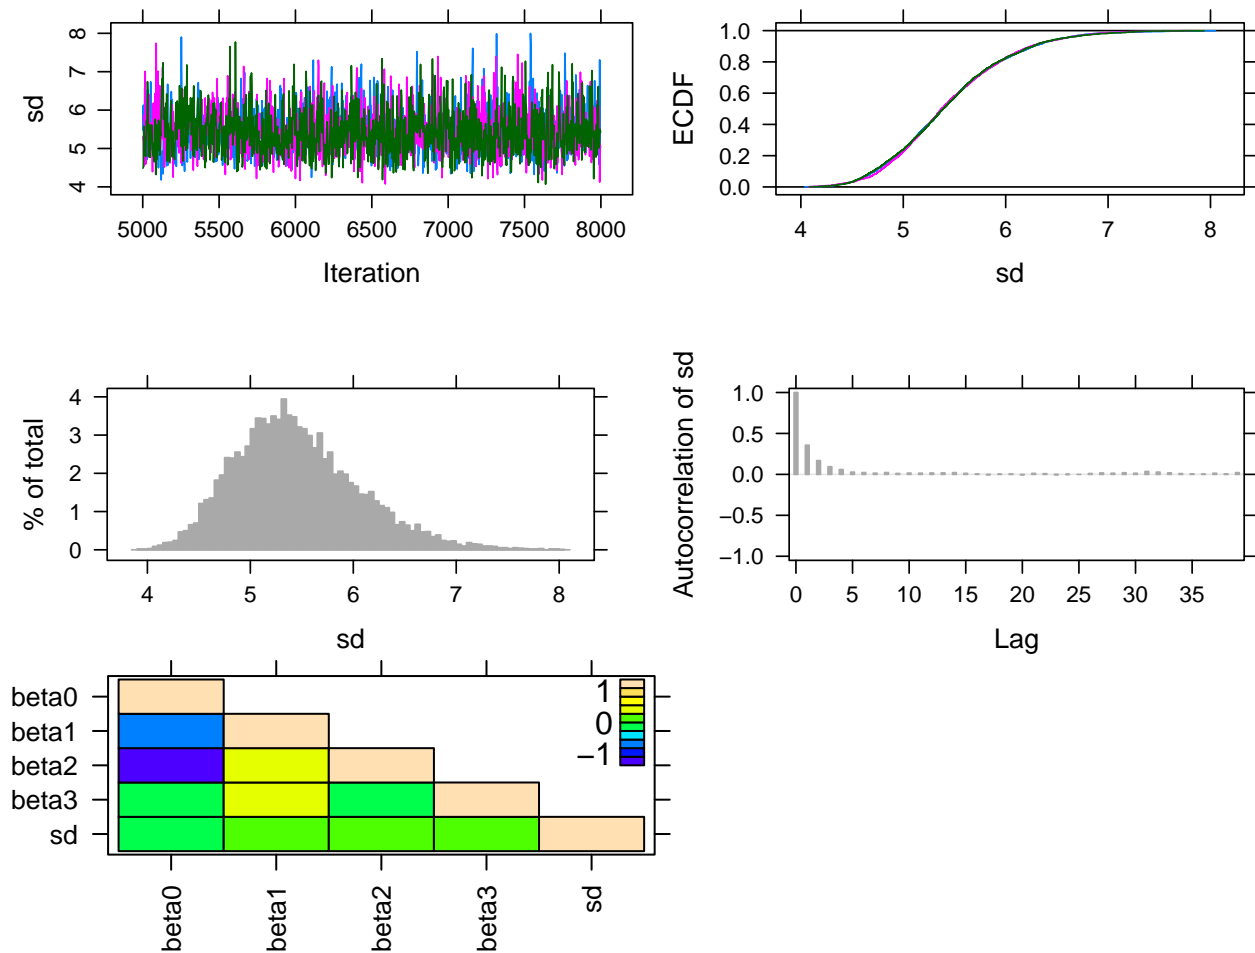 8
7
6
5
4
sd
5000 5500 6000 6500 7000 7500 8000
Iteration
1.0
0.8
0.6
0.4
0.2
0.0
ECDF
4 5 6 7 8
sd
4
3
2
1
0
% of total
4 5 6 7 8
sd
1.0
0.5
0.0
−0.5
−1.0
Autocorrelation of sd
0 5 10 15 20 25 30 35
Lag
beta0
beta1
beta2
beta3
sd
1
0
−1
beta0 beta1 beta2 beta3 sd